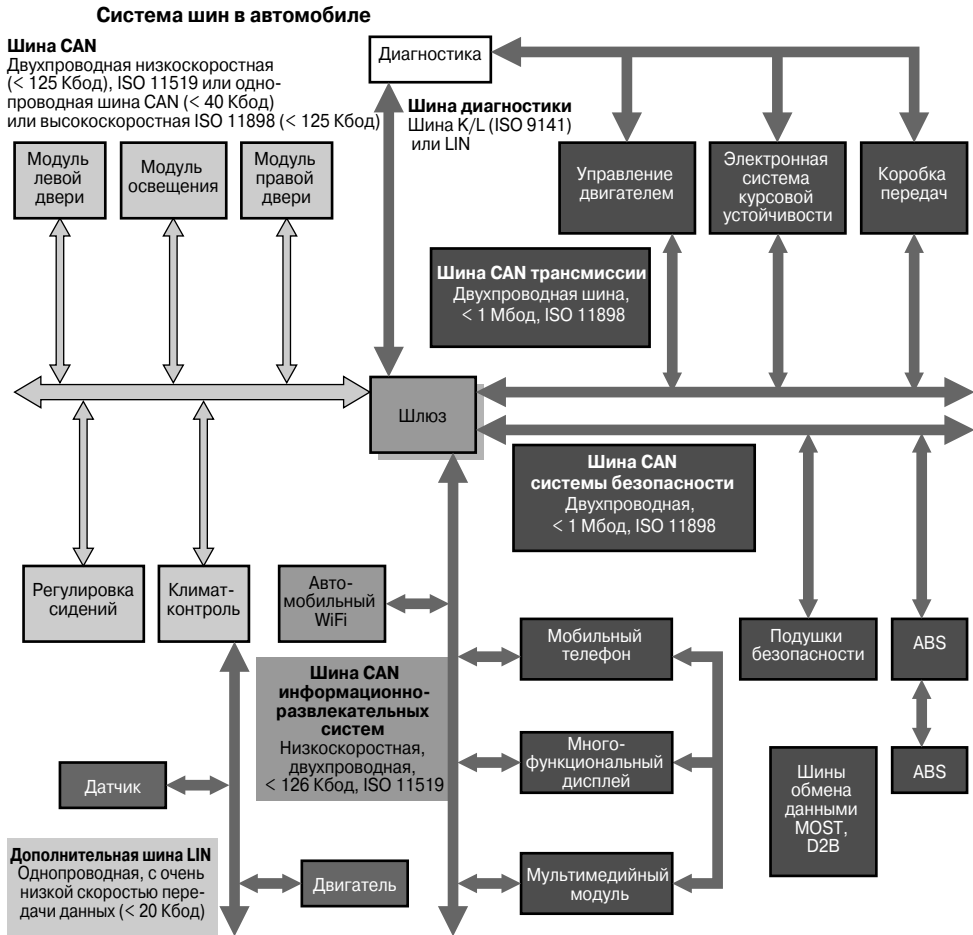 Система шин в автомобиле
Шина CAN
Двухпроводная низкоскоростная
(< 125 Кбод), ISO 11519 или одно-
проводная шина CAN (< 40 Кбод)
или высокоскоростная ISO 11898 (< 125 Кбод)
Диагностика
Шина диагностики
Шина K/L (ISO 9141)
или LIN
Модуль
левой
двери
Модуль
освещения
Модуль
правой
двери
Управление
двигателем
Электронная
система
курсовой
устойчивости
Коробка
передач
Шина CAN трансмиссии
Двухпроводная шина,
< 1 Мбод, ISO 11898
Шлюз
Шина CAN
системы безопасности
Двухпроводная,
< 1 Мбод, ISO 11898
Регулировка
сидений
Климат-
контроль
Авто-
мобильный
WiFi
Мобильный
телефон
Подушки
безопасности
ABS
Шина CAN
информационно-
развлекательных
систем
Низкоскоростная,
двухпроводная,
< 126 Кбод, ISO 11519
Много-
функциональный
дисплей
Шины
обмена
данными
MOST,
D2B
ABS
Датчик
Дополнительная шина LIN
Однопроводная, с очень
низкой скоростью пере-
дачи данных (< 20 Кбод)
Двигатель
Мультимедийный
модуль